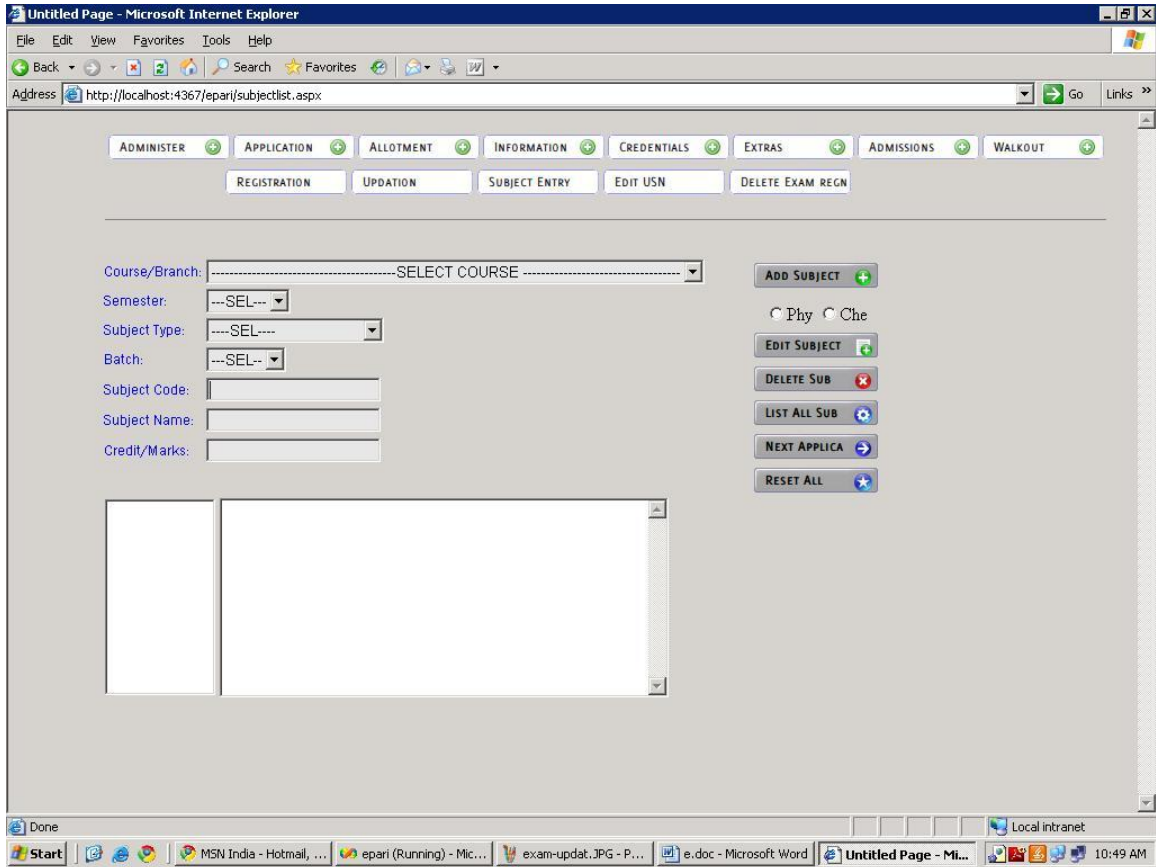 Untitled Page - Microsoft Internet Explorer
File Edit View Favorites Tools Help
Back Search Favorites
Address http://localhost:4367/epari/subjectlist.aspx Go Links »
ADMINISTER APPLICATION ALLOTMENT INFORMATION CREDENTIALS EXTRAS ADMISSIONS WALKOUT
REGISTRATION UPDATION SUBJECT ENTRY EDIT USN DELETE EXAM REGN
Course/Branch: ----------------------------------------SELECT COURSE ----------------------------------
ADD SUBJECT
Semester: ---SEL---
Phy Che
Subject Type: ----SEL----
EDIT SUBJECT
Batch: ---SEL--
DELETE SUB
Subject Code:
LIST ALL SUB
Subject Name:
NEXT APPLICA
Credit/Marks:
RESET ALL
Done Local intranet
Start MSN India - Hotmail, ... epari (Running) - Mic... exam-updat.JPG - P... e.doc - Microsoft Word Untitled Page - Mi... 10:49 AM